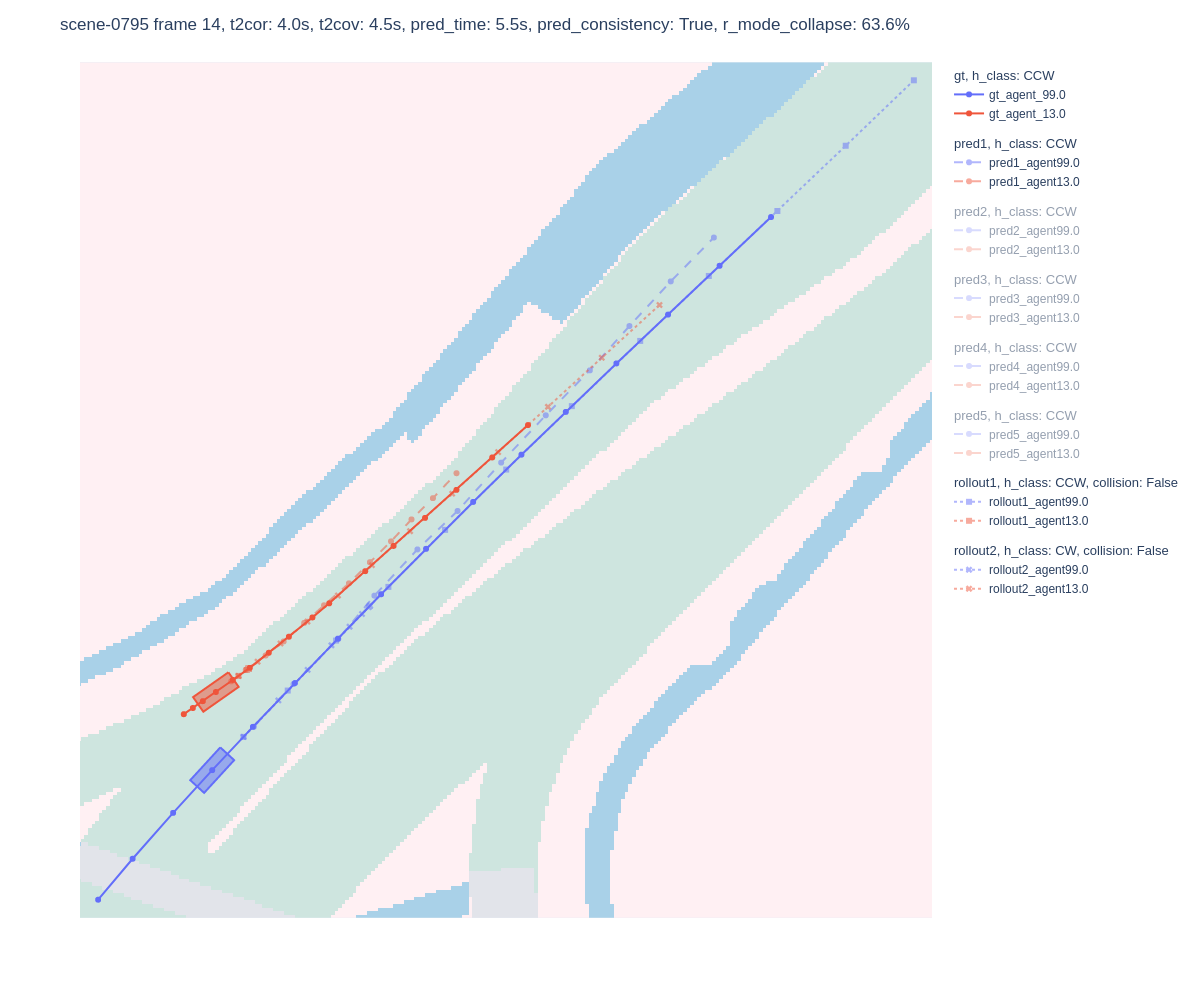 scene-0795 frame 14, t2cor: 4.0s, t2cov: 4.5s, pred_time: 5.5s, pred_consistency: True, r_mode_collapse: 63.6%
gt, h_class: CCW
gt_agent_99.0
gt_agent_13.0
pred1, h_class: CCW
pred1_agent99.0
pred1_agent13.0
pred2, h_class: CCW
pred2_agent99.0
pred2_agent13.0
pred3, h_class: CCW
pred3_agent99.0
pred3_agent13.0
pred4, h_class: CCW
pred4_agent99.0
pred4_agent13.0
pred5, h_class: CCW
pred5_agent99.0
pred5_agent13.0
rollout1, h_class: CCW, collision: False
rollout1_agent99.0
rollout1_agent13.0
rollout2, h_class: CW, collision: False
rollout2_agent99.0
rollout2_agent13.0